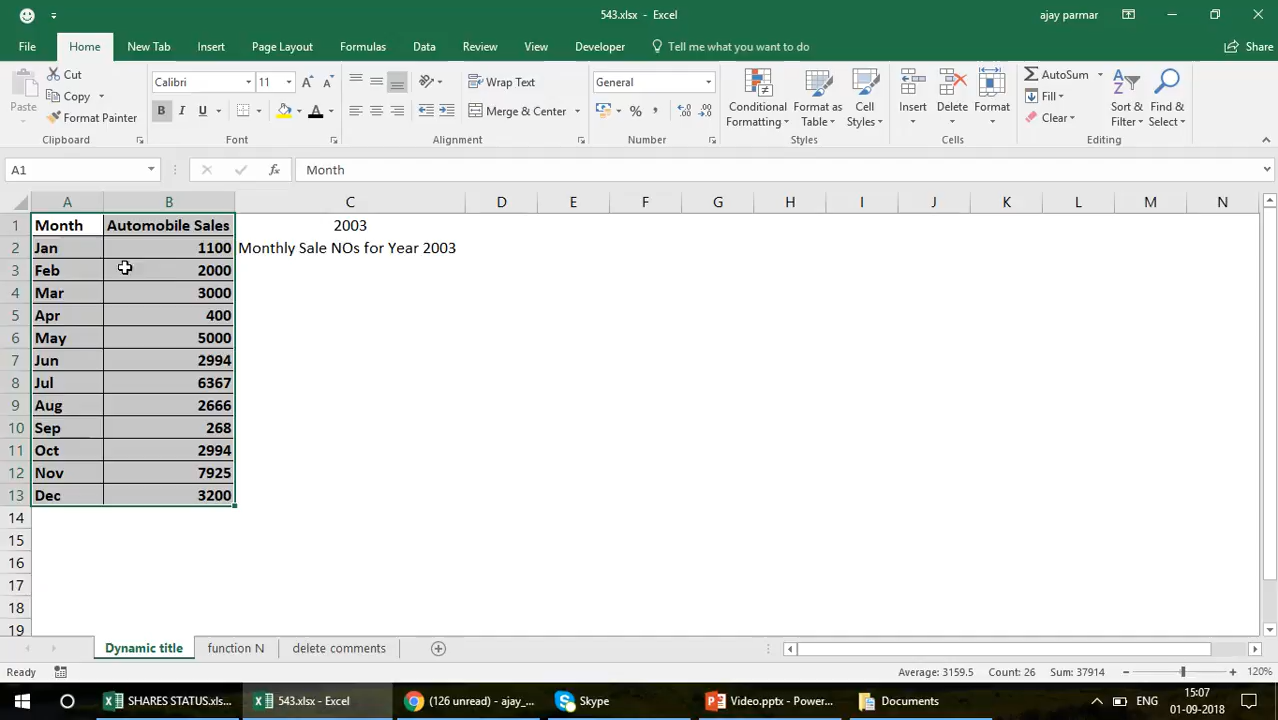 543.xlsx - Excel
ajay parmar
File
Home
New Tab
Insert
Page Layout
Formulas
Data
Review
View
Developer
Tell me what you want to do
Share
Paste
Cut
Copy
Format Painter
Clipboard
Calibri
11
B
I
U
A
Font
Wrap Text
Merge & Center
Alignment
General
%
Number
Conditional
Formatting
Format as
Table
Cell
Styles
Styles
Insert
Delete
Format
Cells
AutoSum
Fill
Clear
Sort &
Filter
Find &
Select
Editing
A1
fx
Month
A B C D E F G H I J K L M N
1 Month Automobile Sales 2003
2 Jan 1100 Monthly Sale NOs for Year 2003
3 Feb 2000
4 Mar 3000
5 Apr 400
6 May 5000
7 Jun 2994
8 Jul 6367
9 Aug 2666
10 Sep 268
11 Oct 2994
12 Nov 7925
13 Dec 3200
14
15
16
17
18
19
Dynamic title
function N
delete comments
Ready
Average: 3159.5
Count: 26
Sum: 37914
120%
SHARES STATUS.xls...
543.xlsx - Excel
(126 unread) - ajay_...
Skype
Video.pptx - Power...
Documents
ENG
15:07
01-09-2018